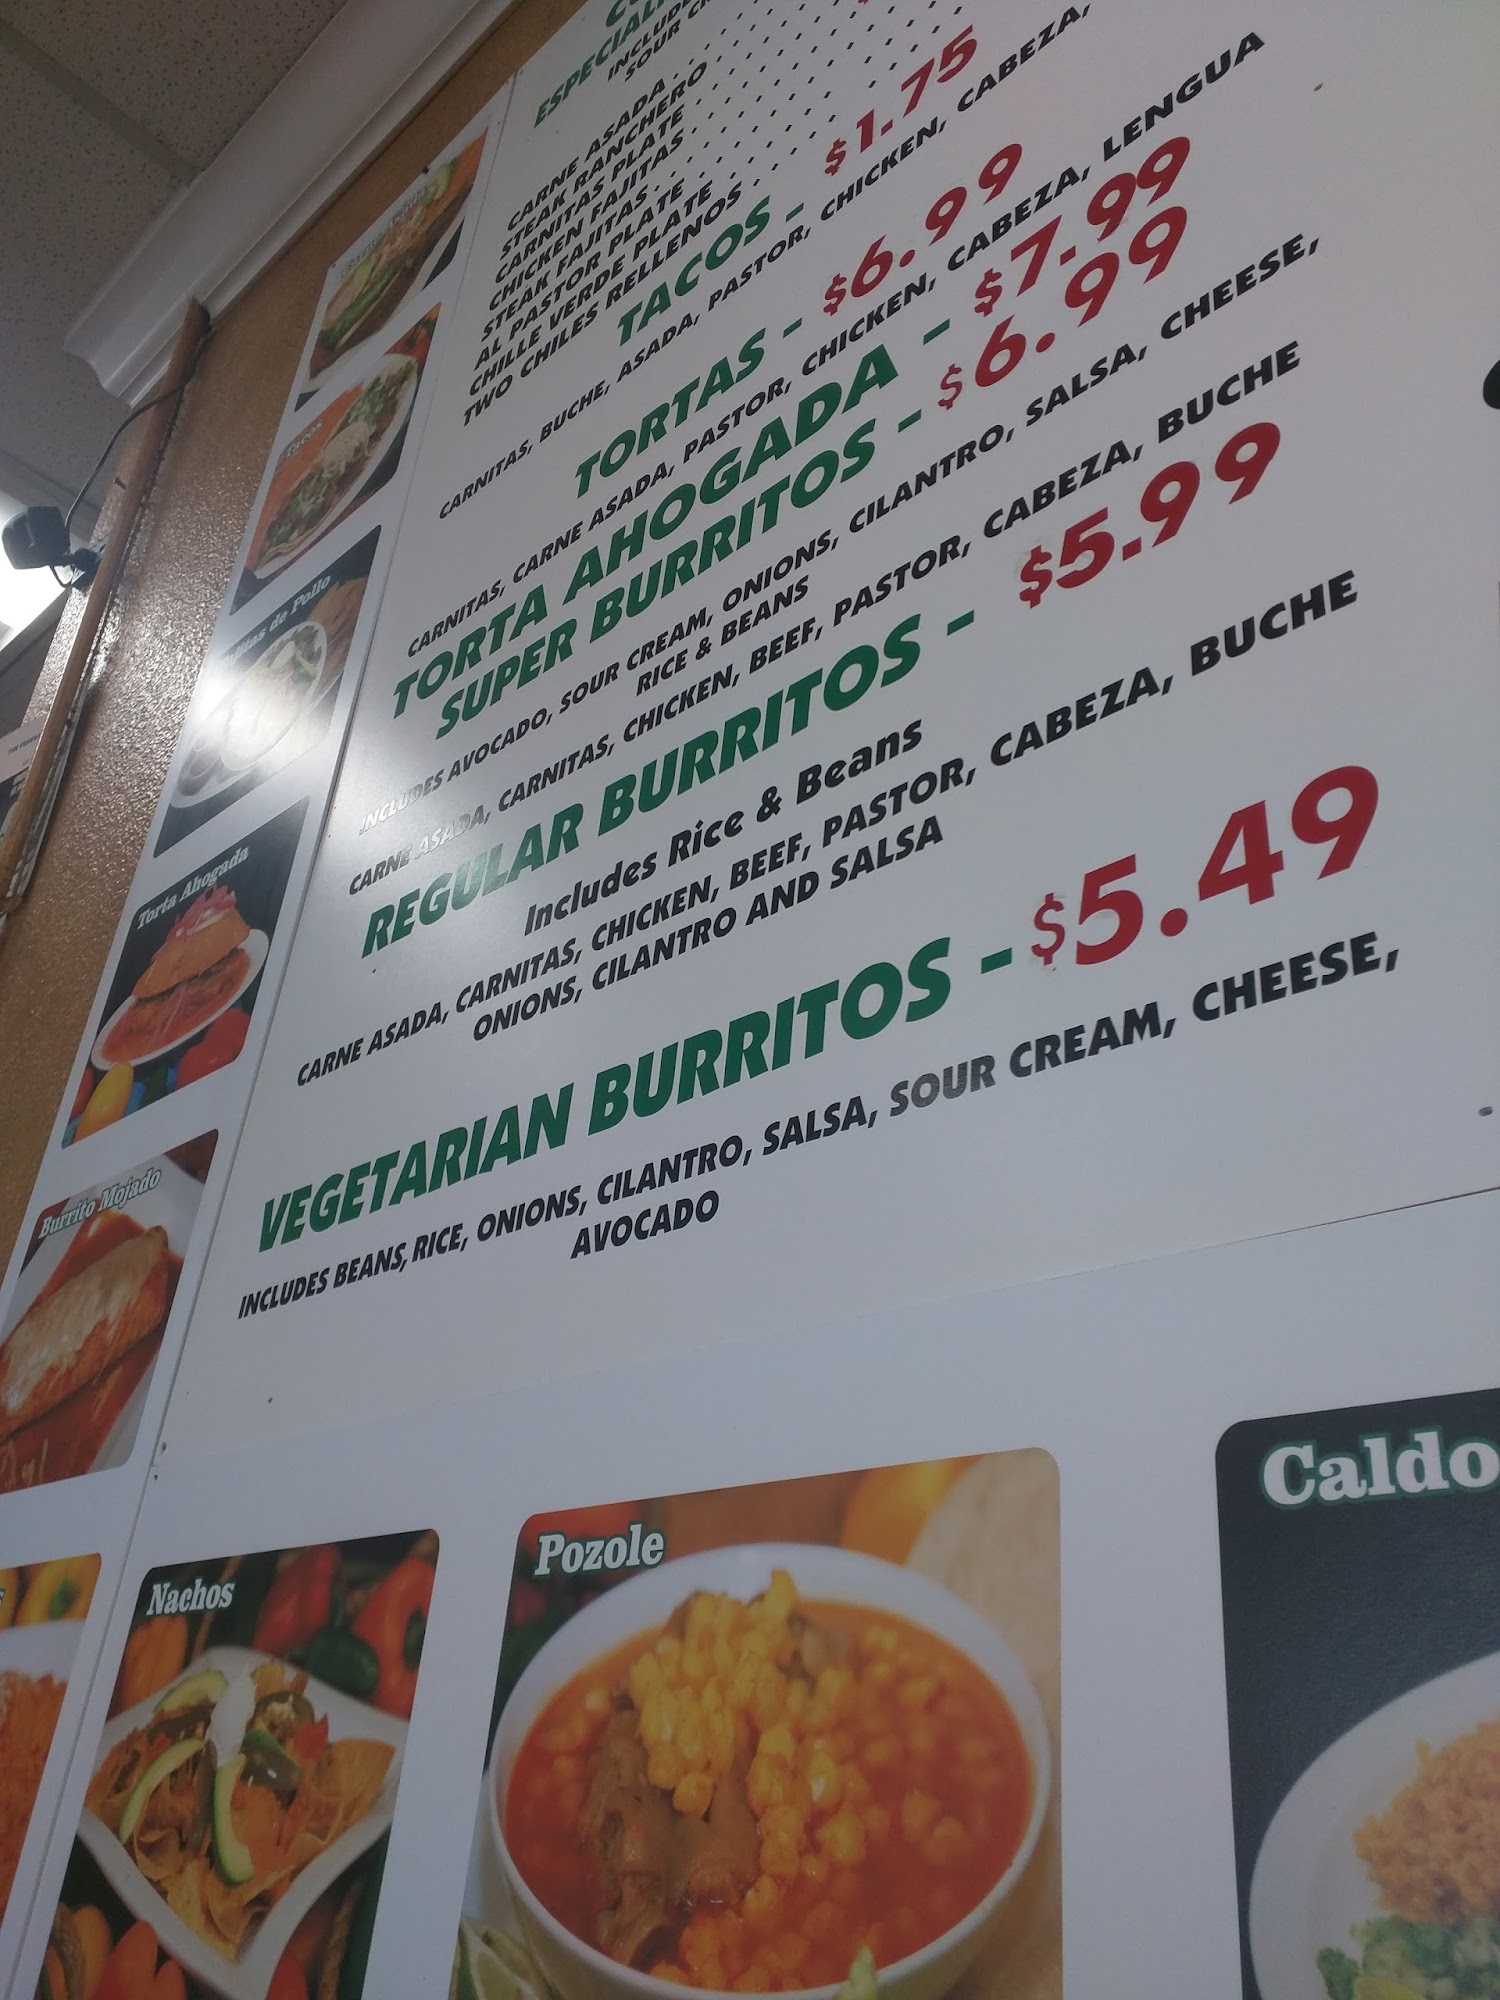 CARNE ASADA
STEAK RANCHERO
CARNITAS PLATE
CHICKEN FAJITAS
STEAK FAJITAS
AL PASTOR PLATE
CHILLE VERDE PLATE
TWO CHILES RELLENOS
TACOS - $1.75
CARNITAS, BUCHE, ASADA, PASTOR, CHICKEN, CABEZA,
TORTAS - $6.99
CARNITAS, CARNE ASADA, PASTOR, CHICKEN, CABEZA, LENGUA
TORTA AHOGADA - $7.99
SUPER BURRITOS - $6.99
INCLUDES AVOCADO, SOUR CREAM, ONIONS, CILANTRO, SALSA, CHEESE,
RICE & BEANS
CARNE ASADA, CARNITAS, CHICKEN, BEEF, PASTOR, CABEZA, BUCHE
REGULAR BURRITOS - $5.99
Includes Rice & Beans
CARNE ASADA, CARNITAS, CHICKEN, BEEF, PASTOR, CABEZA, BUCHE
ONIONS, CILANTRO AND SALSA
VEGETARIAN BURRITOS - $5.49
INCLUDES BEANS, RICE, ONIONS, CILANTRO, SALSA, SOUR CREAM, CHEESE,
AVOCADO
Tacos
de Pollo
Torta Ahogada
Burrito Mojado
Nachos
Pozole
Caldo